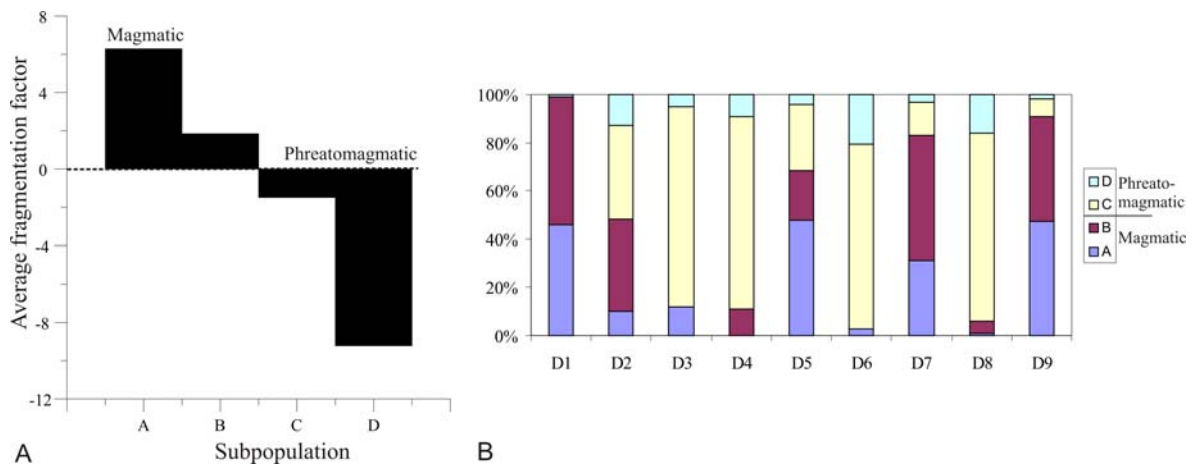 8
4
0
-4
-8
-12
Average fragmentation factor
Magmatic
Phreatomagmatic
A B C D
Subpopulation
A
100%
80%
60%
40%
20%
0%
D1 D2 D3 D4 D5 D6 D7 D8 D9
D
C
Phreato-
magmatic
B
A
Magmatic
B